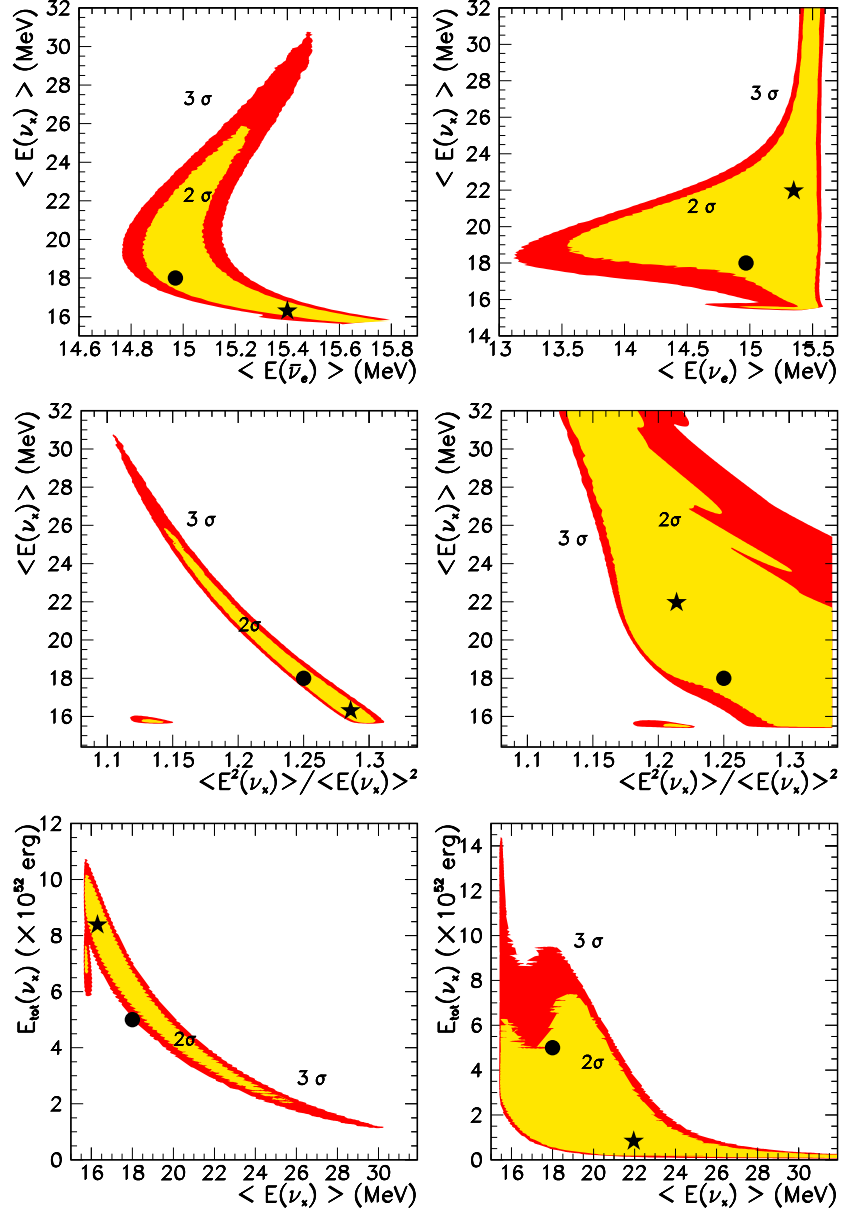 32
30
28
26
24
22
20
18
16
< E(νₓ) > (MeV)
3 σ
2 σ
14.6 14.8 15 15.2 15.4 15.6 15.8
< E(ν̅ₑ) > (MeV)
32
30
28
26
24
22
20
18
16
14
< E(νₓ) > (MeV)
3 σ
2 σ
13 13.5 14 14.5 15 15.5
< E(νₑ) > (MeV)
32
30
28
26
24
22
20
18
16
<E(νₓ)> (MeV)
3 σ
2σ
1.1 1.15 1.2 1.25 1.3
<E²(νₓ)>/<E(νₓ)>²
32
30
28
26
24
22
20
18
16
<E(νₓ)> (MeV)
2σ
3 σ
1.1 1.15 1.2 1.25 1.3
<E²(νₓ)>/<E(νₓ)>²
12
10
8
6
4
2
0
Eₜₒₜ(νₓ) (×10⁵² erg)
2σ
3 σ
16 18 20 22 24 26 28 30
< E(νₓ) > (MeV)
14
12
10
8
6
4
2
0
Eₜₒₜ(νₓ) (×10⁵² erg)
3 σ
2σ
16 18 20 22 24 26 28 30
< E(νₓ) > (MeV)